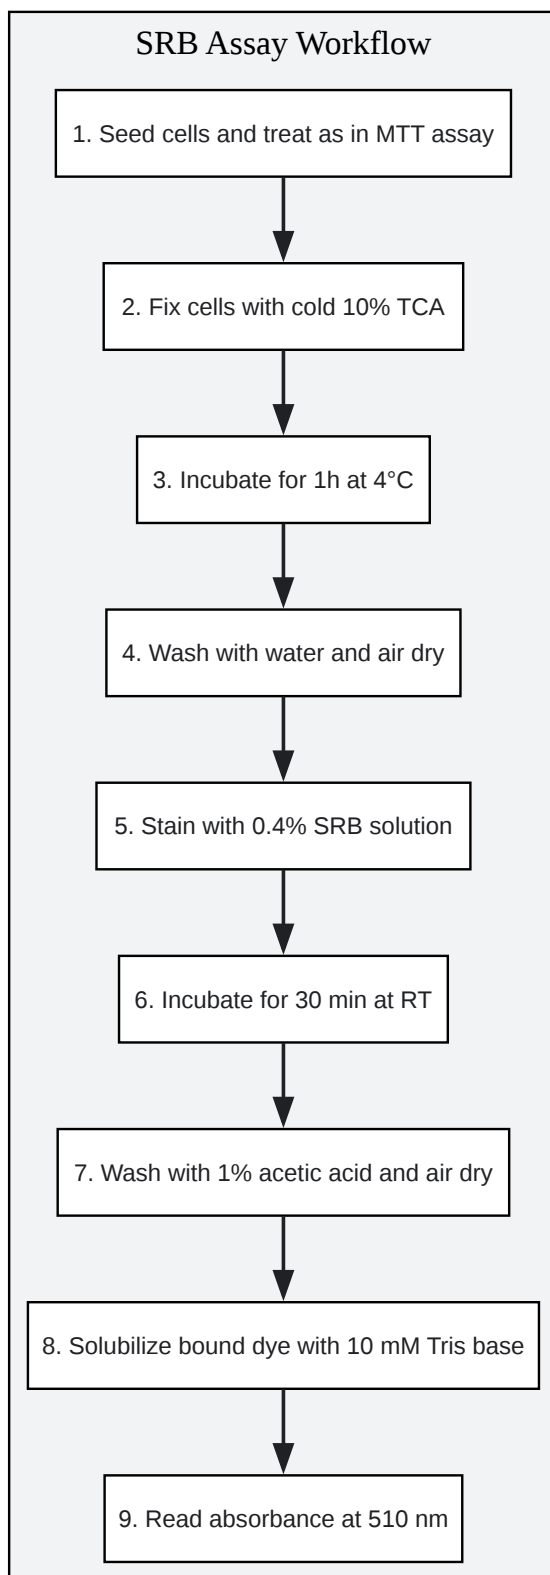 SRB Assay Workflow
1. Seed cells and treat as in MTT assay
2. Fix cells with cold 10% TCA
3. Incubate for 1h at 4°C
4. Wash with water and air dry
5. Stain with 0.4% SRB solution
6. Incubate for 30 min at RT
7. Wash with 1% acetic acid and air dry
8. Solubilize bound dye with 10 mM Tris base
9. Read absorbance at 510 nm